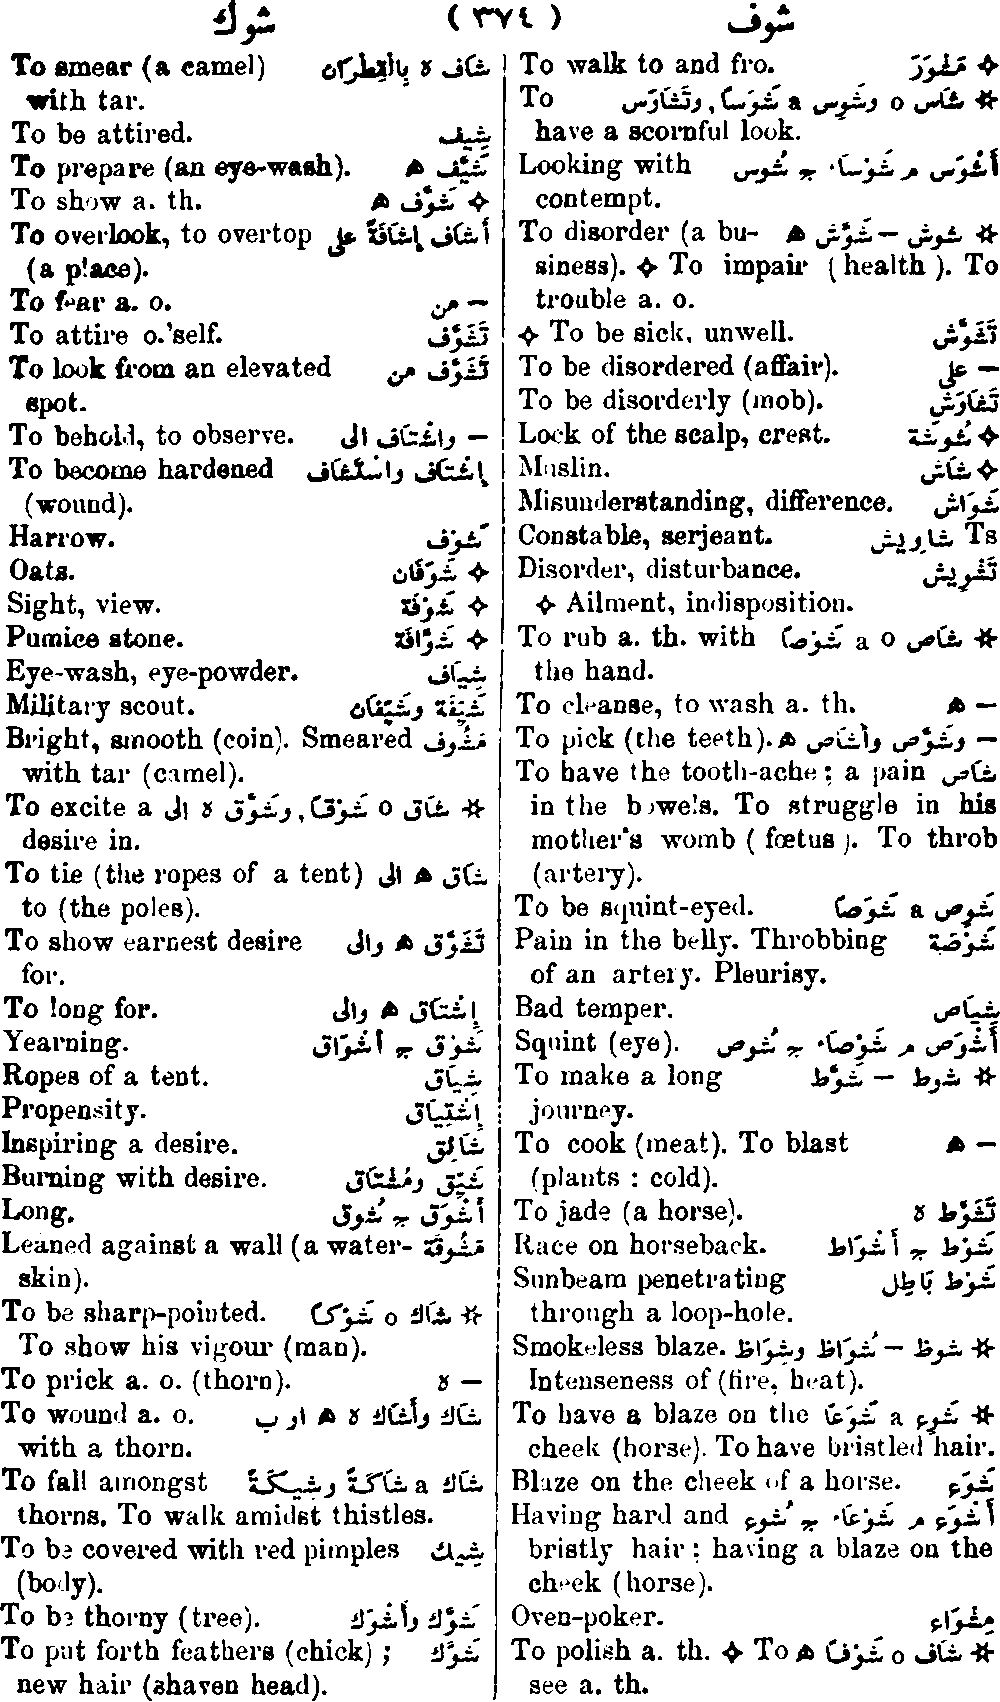 شوك ( ٣٧٤ ) شوف
To walk to and fro. ✧ مَشْوَرَ
To ✲ شَاس o وشَوِس a شَوَسًا, وتَشَاوَس
have a scornful look.
Looking with أَشْوَس م شَوْسَاء ج شُوس
contempt.
To disorder (a bu- ✲ شوش – شَوَّش ه
siness). ✧ To impair (health). To
trouble a. o.
✧ To be sick, unwell. تَشَوَّش
To be disordered (affair). – على
To be disorderly (mob). تَشَاوَش
Lock of the scalp, crest. ✧ شُوشَة
Muslin. ✧ شَاش
Misunderstanding, difference. شَوَاش
Constable, serjeant. Ts شَاوِيش
Disorder, disturbance. تَشْوِيش
✧ Ailment, indisposition.
To rub a. th. with ✲ شَاص o a شَوْصًا
the hand.
To cleanse, to wash a. th. – ه
To pick (the teeth). – وشَوَّص وأَشَاص ه
To have the tooth-ache; a pain شَاص
in the bowels. To struggle in his
mother's womb (fœtus). To throb
(artery).
To be squint-eyed. شَوِص a شَوَصًا
Pain in the belly. Throbbing شَوْصَة
of an artery. Pleurisy.
Bad temper. شِيَاص
Squint (eye). أَشْوَص م شَوْصَاء ج شُوص
To make a long ✲ شوط – شَوَّط
journey.
To cook (meat). To blast – ه
(plants : cold).
To jade (a horse). تَشَوَّط ه
Race on horseback. شَوْط ج أَشْوَاط
Sunbeam penetrating شَوْط بَاطِل
through a loop-hole.
Smokeless blaze. ✲ شوظ – شُوَاظ وشِوَاظ
Intenseness of (fire, heat).
To have a blaze on the ✲ شَوِع a شَوَعًا
cheek (horse). To have bristled hair.
Blaze on the cheek of a horse. شَوَع
Having hard and أَشْوَع م شَوْعَاء ج شُوع
bristly hair; having a blaze on the
cheek (horse).
Oven-poker. مِشْوَاع
To polish a. th. ✧ To ✲ شَاف o شَوْفًا ه
see a. th.
To smear (a camel) شَاف ه بِالقَطِرَان
with tar.
To be attired. شِيف
To prepare (an eye-wash). شَيَّف ه
To show a. th. ✧ شَوَّف ه
To overlook, to overtop أَشَاف إِشَافَةً على
(a place).
To fear a. o. – من
To attire o.'self. تَشَوَّف
To look from an elevated تَشَوَّف من
spot.
To behold, to observe. – واشْتَاف الى
To become hardened إِشْتَاف واسْتَشَاف
(wound).
Harrow. شَوْف
Oats. ✧ شَوْفَان
Sight, view. ✧ شَوْفَة
Pumice stone. ✧ شَوَّافَة
Eye-wash, eye-powder. شِيَاف
Military scout. شَيِّفَة وشَيِّفَان
Bright, smooth (coin). Smeared مَشُوف
with tar (camel).
To excite a ✲ شَاق o شَوْقًا, وشَوَّق ه الى
desire in.
To tie (the ropes of a tent) شَاق ه الى
to (the poles).
To show earnest desire تَشَوَّق ه والى
for.
To long for. إِشْتَاق ه والى
Yearning. شَوْق ج أَشْوَاق
Ropes of a tent. شِيَاق
Propensity. إِشْتِيَاق
Inspiring a desire. شَائِق
Burning with desire. شَيِّق ومُشْتَاق
Long. أَشْوَق ج شُوق
Leaned against a wall (a water- مَشُوقَة
skin).
To be sharp-pointed. ✲ شَاك o شَوْكًا
To show his vigour (man).
To prick a. o. (thorn). – ه
To wound a. o. شَاك وأَشَاك ه ه او ب
with a thorn.
To fall amongst شَاك a شَاكَةً وشِيكَةً
thorns. To walk amidst thistles.
To be covered with red pimples شِيك
(body).
To be thorny (tree). شَوَّك وأَشْوَك
To put forth feathers (chick) ; شَوَّك
new hair (shaven head).